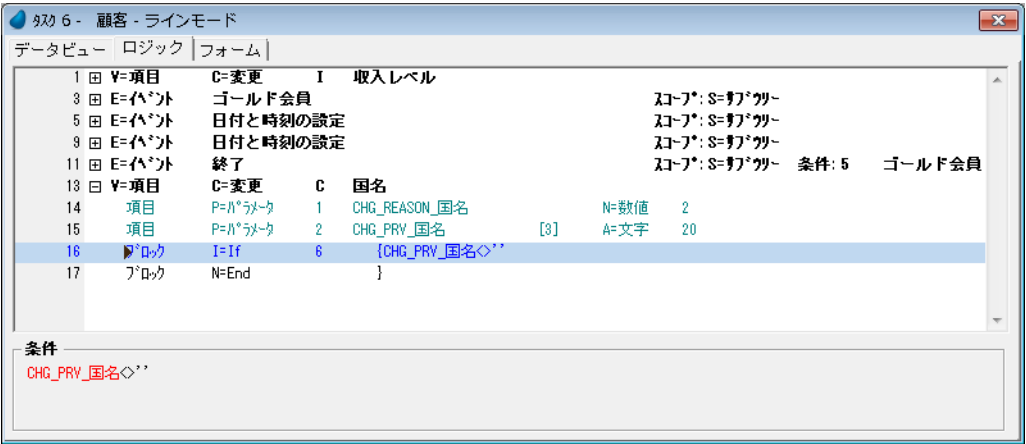 ﾀｽｸ 6 - 顧客 - ラインモード
データビュー ロジック フォーム
1 V=項目 C=変更 I 収入レベル
3 E=ｲﾍﾞﾝﾄ ゴールド会員 ｽｺｰﾌﾟ: S=ｻﾌﾞﾂﾘｰ
5 E=ｲﾍﾞﾝﾄ 日付と時刻の設定 ｽｺｰﾌﾟ: S=ｻﾌﾞﾂﾘｰ
9 E=ｲﾍﾞﾝﾄ 日付と時刻の設定 ｽｺｰﾌﾟ: S=ｻﾌﾞﾂﾘｰ
11 E=ｲﾍﾞﾝﾄ 終了 ｽｺｰﾌﾟ: S=ｻﾌﾞﾂﾘｰ 条件: 5 ゴールド会員
13 V=項目 C=変更 C 国名
14 項目 P=ﾊﾟﾗﾒｰﾀ 1 CHG_REASON_国名 N=数値 2
15 項目 P=ﾊﾟﾗﾒｰﾀ 2 CHG_PRV_国名 [3] A=文字 20
16 ﾌﾞﾛｯｸ I=If 6 {CHG_PRV_国名<>''
17 ﾌﾞﾛｯｸ N=End }
条件
CHG_PRV_国名<>''